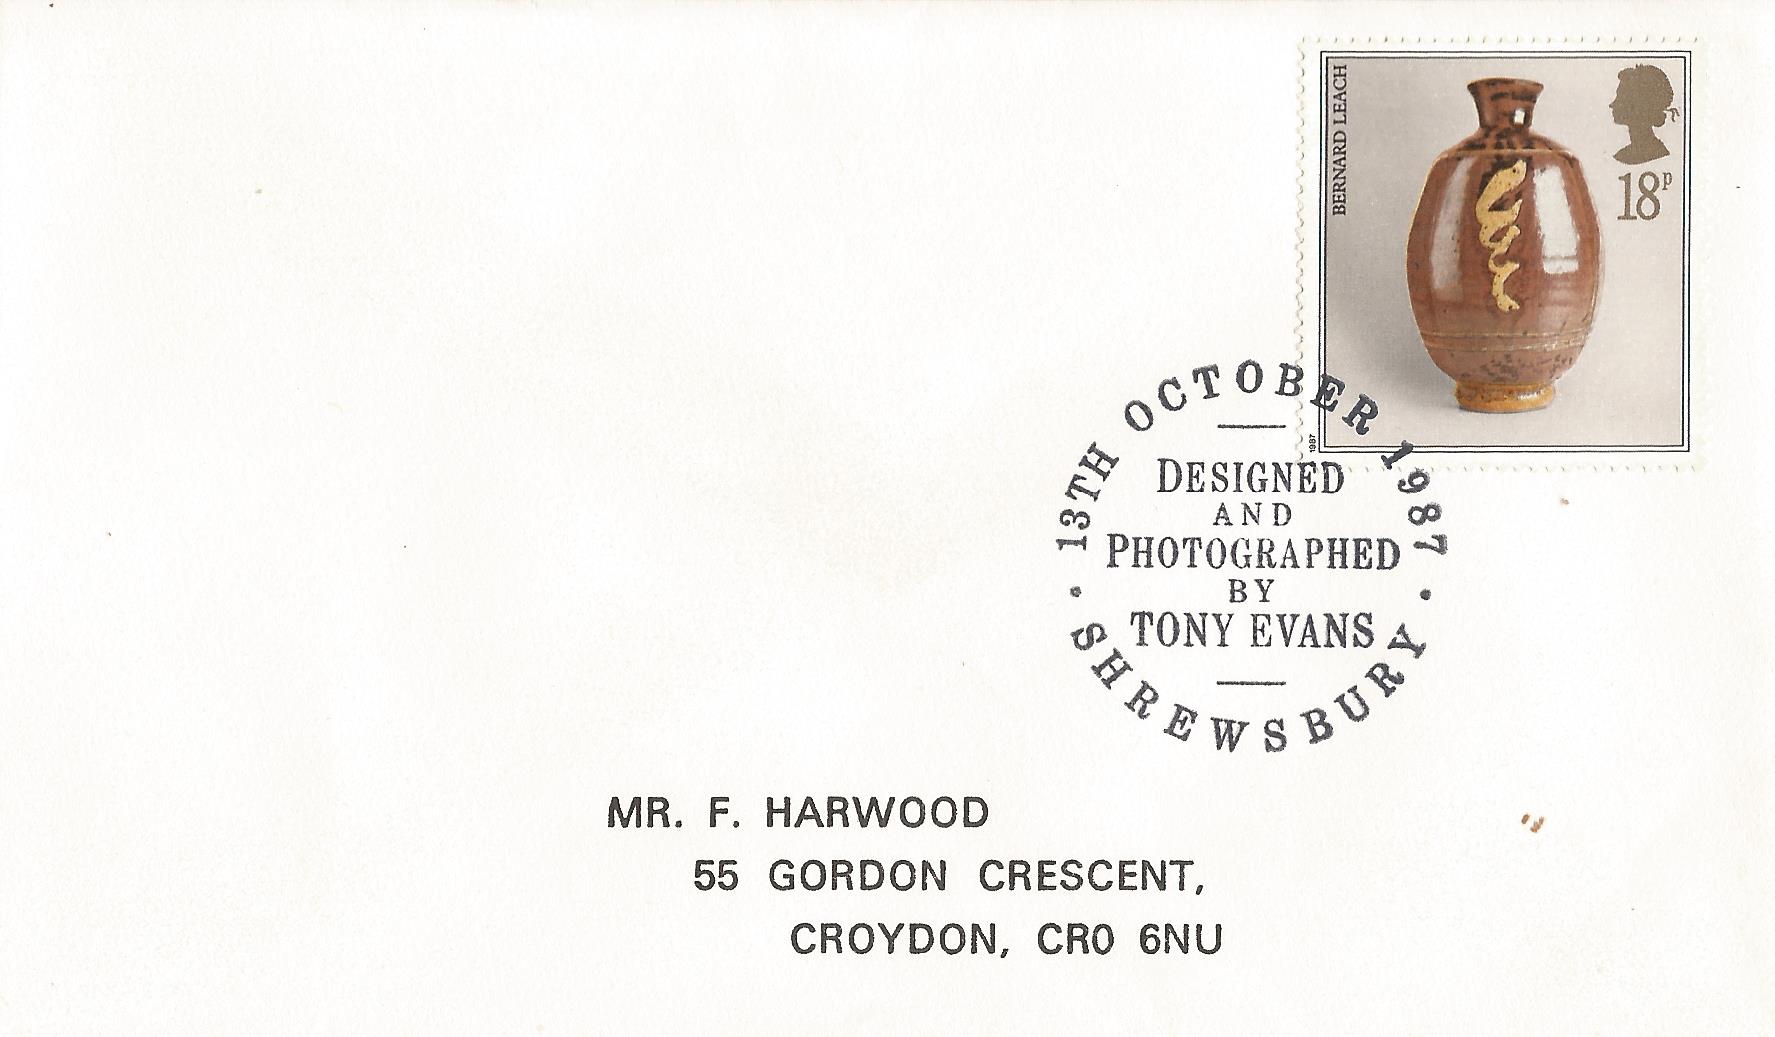 BERNARD LEACH
18P
1987
13TH OCTOBER 1987
DESIGNED
AND
PHOTOGRAPHED
BY
TONY EVANS
SHREWSBURY
MR. F. HARWOOD
55 GORDON CRESCENT,
CROYDON, CR0 6NU